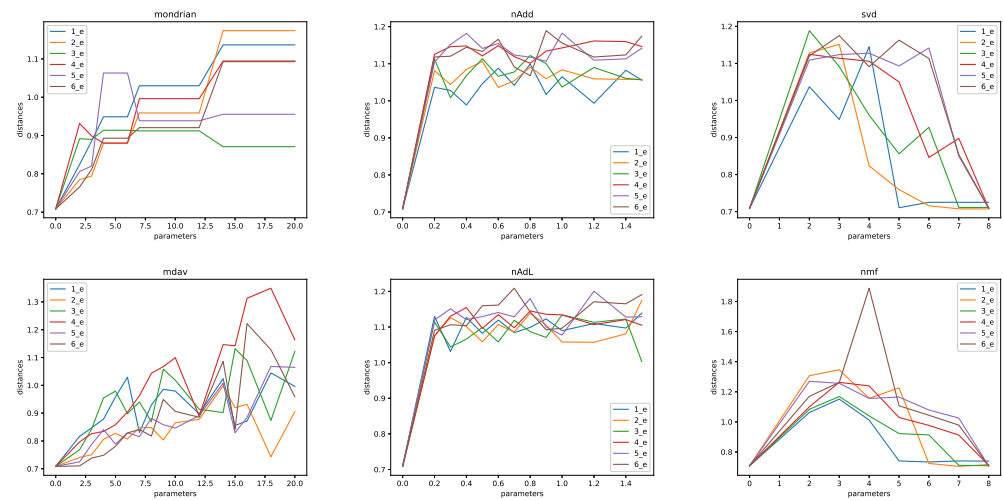 mondrian
distances
1.1
1.0
0.9
0.8
0.7
1_e
2_e
3_e
4_e
5_e
6_e
0.0 2.5 5.0 7.5 10.0 12.5 15.0 17.5 20.0
parameters
nAdd
distances
1.2
1.1
1.0
0.9
0.8
0.7
1_e
2_e
3_e
4_e
5_e
6_e
0.0 0.2 0.4 0.6 0.8 1.0 1.2 1.4
parameters
svd
distances
1.2
1.1
1.0
0.9
0.8
0.7
1_e
2_e
3_e
4_e
5_e
6_e
0 1 2 3 4 5 6 7 8
parameters
mdav
distances
1.3
1.2
1.1
1.0
0.9
0.8
0.7
1_e
2_e
3_e
4_e
5_e
6_e
0.0 2.5 5.0 7.5 10.0 12.5 15.0 17.5 20.0
parameters
nAdL
distances
1.2
1.1
1.0
0.9
0.8
0.7
1_e
2_e
3_e
4_e
5_e
6_e
0.0 0.2 0.4 0.6 0.8 1.0 1.2 1.4
parameters
nmf
distances
1.8
1.6
1.4
1.2
1.0
0.8
1_e
2_e
3_e
4_e
5_e
6_e
0 1 2 3 4 5 6 7 8
parameters